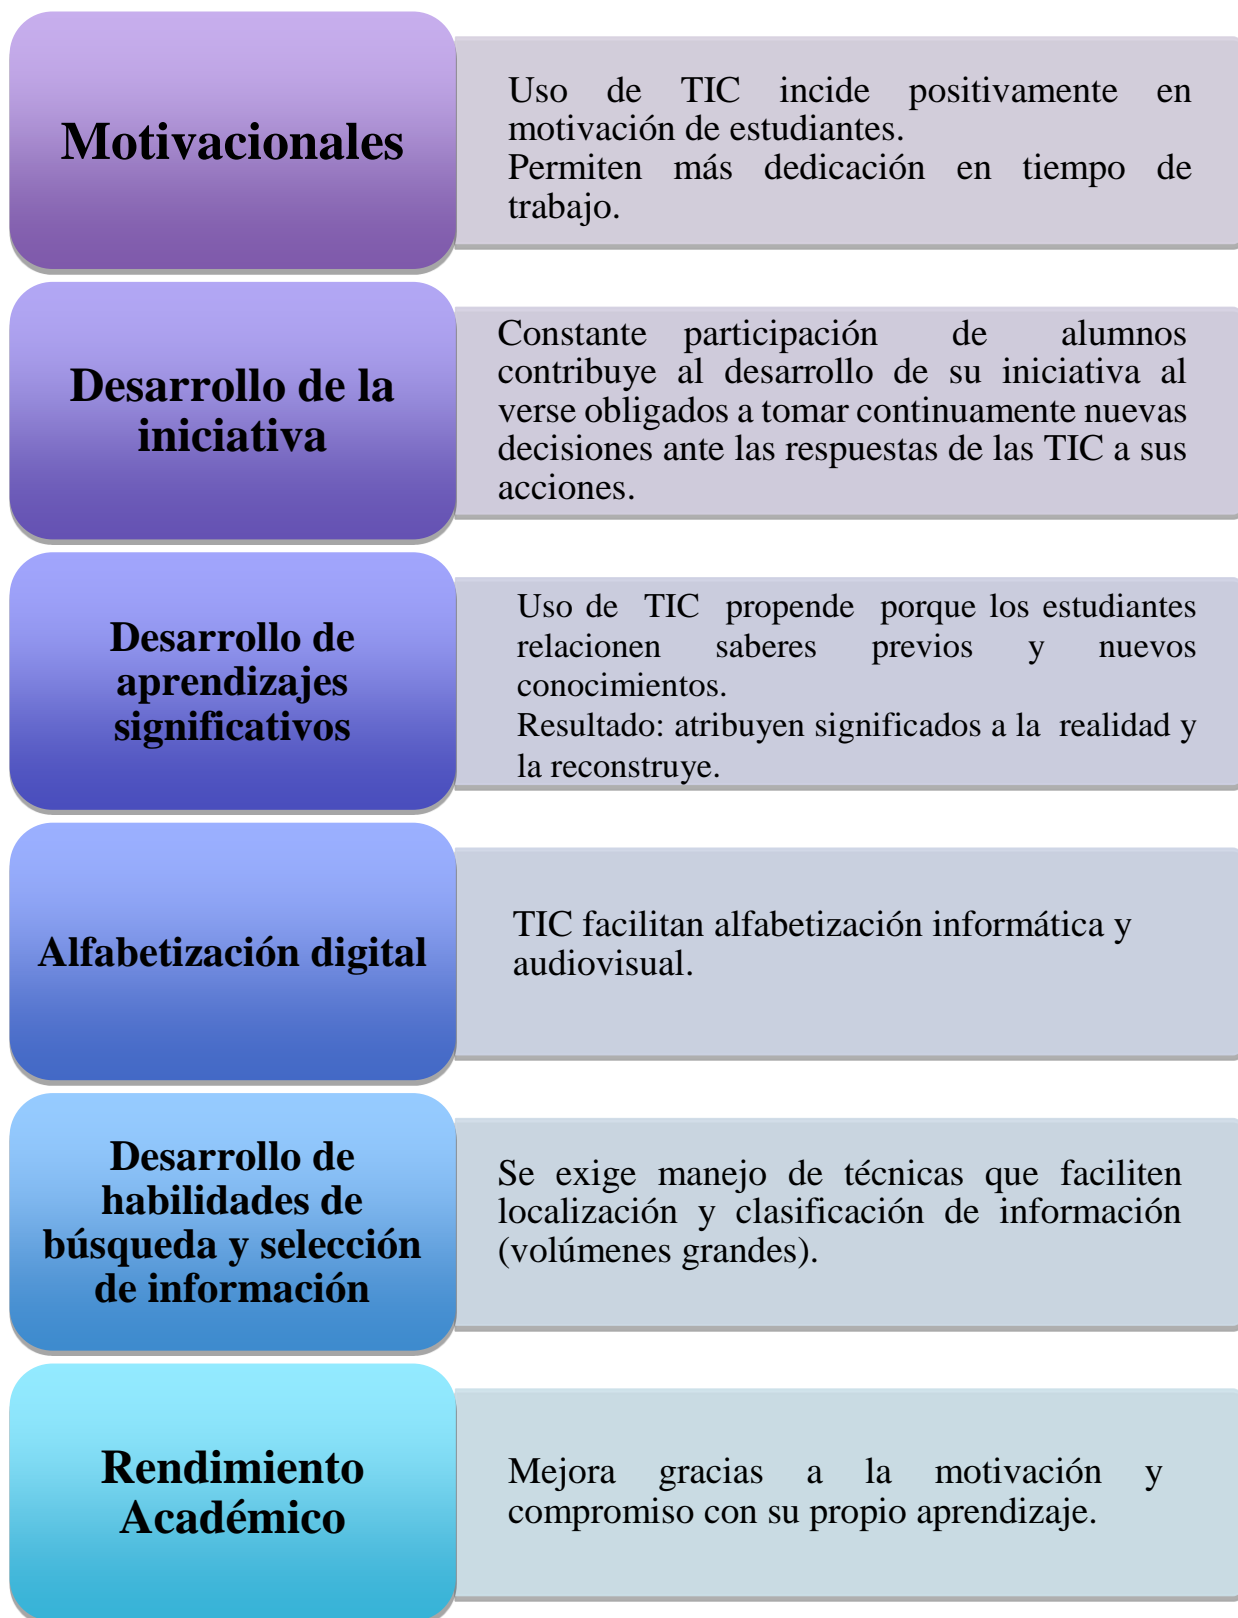 Motivacionales
Uso de TIC incide positivamente en
motivación de estudiantes.
Permiten más dedicación en tiempo de
trabajo.
Desarrollo de la
iniciativa
Constante participación de alumnos
contribuye al desarrollo de su iniciativa al
verse obligados a tomar continuamente nuevas
decisiones ante las respuestas de las TIC a sus
acciones.
Desarrollo de
aprendizajes
significativos
Uso de TIC propende porque los estudiantes
relacionen saberes previos y nuevos
conocimientos.
Resultado: atribuyen significados a la realidad y
la reconstruye.
Alfabetización digital
TIC facilitan alfabetización informática y
audiovisual.
Desarrollo de
habilidades de
búsqueda y selección
de información
Se exige manejo de técnicas que faciliten
localización y clasificación de información
(volúmenes grandes).
Rendimiento
Académico
Mejora gracias a la motivación y
compromiso con su propio aprendizaje.